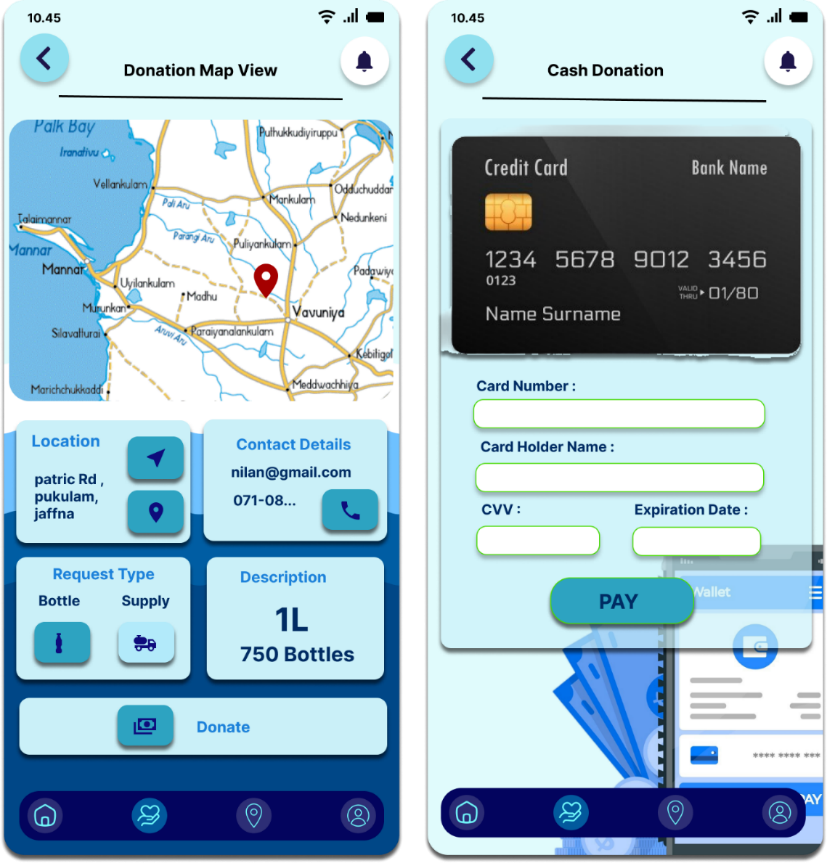 10.45
Donation Map View
Palk Bay
Iranativu
Puthukkudiyiruppu
Vellankulam
Pali Aru
Mankulam
Odduchuddan
Nedunkeni
Talaimannar
Parangi Aru
Puliyankulam
Mannar
Mannar
Uyilankulam
Madhu
Padawiya
Murunkan
Vavuniya
Silavatturai
Aruvi Aru
Paraiyanalankulam
Kebitigol
Marichchukkaddi
Meddwachhiya
Location
patric Rd ,
pukulam,
jaffna
Contact Details
nilan@gmail.com
071-08...
Request Type
Bottle Supply
Description
1L
750 Bottles
Donate
10.45
Cash Donation
Credit Card Bank Name
1234 5678 9012 3456
0123
VALID
THRU 01/80
Name Surname
Card Number :
Card Holder Name :
CVV : Expiration Date :
PAY
Wallet
**** **** ***
PAY